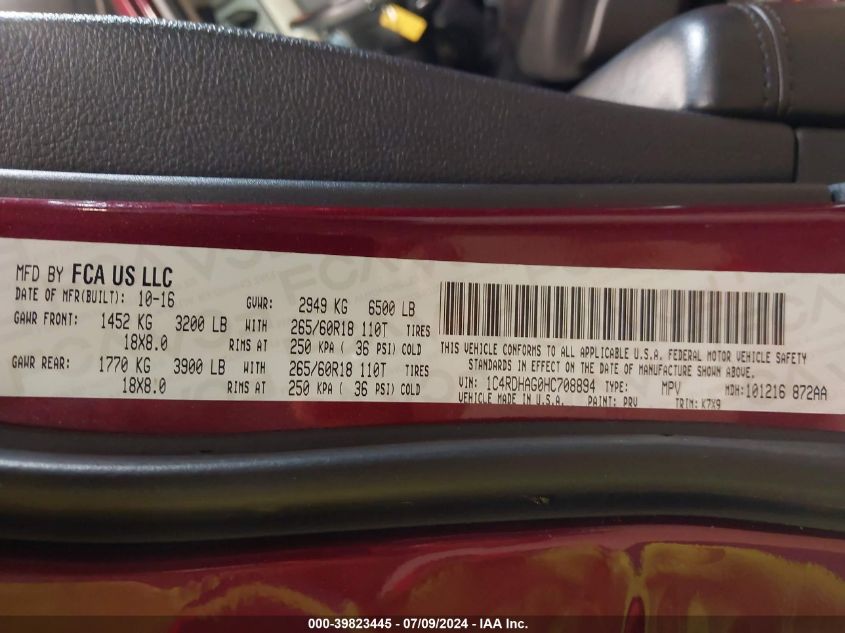 MFD BY FCA US LLC
DATE OF MFR(BUILT): 10-16 GVWR: 2949 KG 6500 LB
GAWR FRONT: 1452 KG 3200 LB WITH 265/60R18 110T TIRES
18X8.0 RIMS AT 250 KPA ( 36 PSI) COLD
GAWR REAR: 1770 KG 3900 LB WITH 265/60R18 110T TIRES
18X8.0 RIMS AT 250 KPA ( 36 PSI) COLD
THIS VEHICLE CONFORMS TO ALL APPLICABLE U.S.A. FEDERAL MOTOR VEHICLE SAFETY
STANDARDS IN EFFECT ON THE DATE OF MANUFACTURE SHOWN ABOVE.
VIN: 1C4RDHAG0HC708894 TYPE: MPV MDH:101216 872AA
VEHICLE MADE IN U.S.A. PAINT: PRV TRIM: K7X9
000-39823445 - 07/09/2024 - IAA Inc.